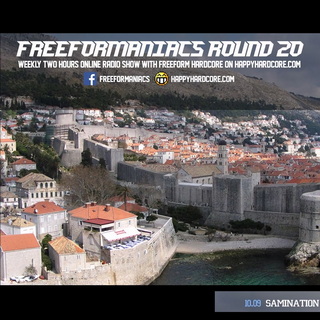 FREEFORMANIACS ROUND 20
WEEKLY TWO HOURS ONLINE RADIO SHOW WITH FREEFORM HARDCORE ON HAPPYHARDCORE.COM
f FREEFORMANIACS HAPPYHARDCORE.COM
10.09 SAMINATION